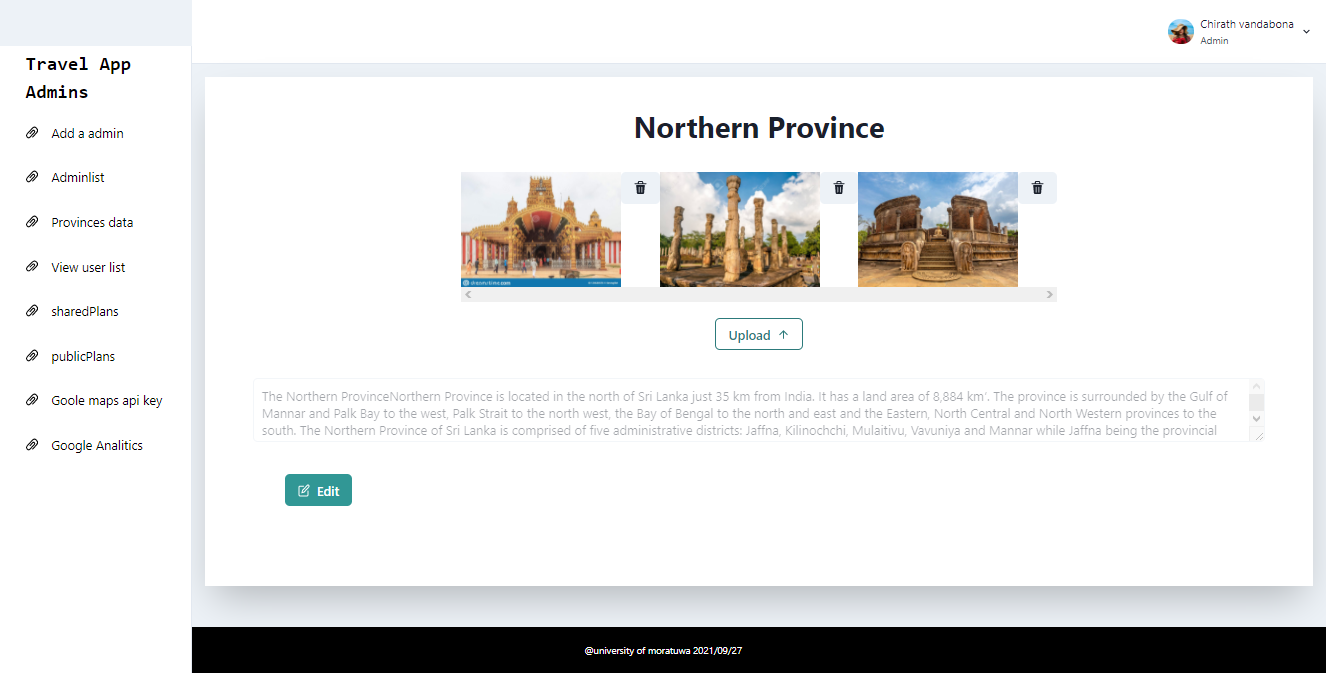 Chirath vandabona
Admin
Travel App
Admins
Add a admin
Adminlist
Provinces data
View user list
sharedPlans
publicPlans
Goole maps api key
Google Analitics
Northern Province
Upload
The Northern ProvinceNorthern Province is located in the north of Sri Lanka just 35 km from India. It has a land area of 8,884 km'. The province is surrounded by the Gulf of
Mannar and Palk Bay to the west, Palk Strait to the north west, the Bay of Bengal to the north and east and the Eastern, North Central and North Western provinces to the
south. The Northern Province of Sri Lanka is comprised of five administrative districts: Jaffna, Kilinochchi, Mulaitivu, Vavuniya and Mannar while Jaffna being the provincial
Edit
@university of moratuwa 2021/09/27